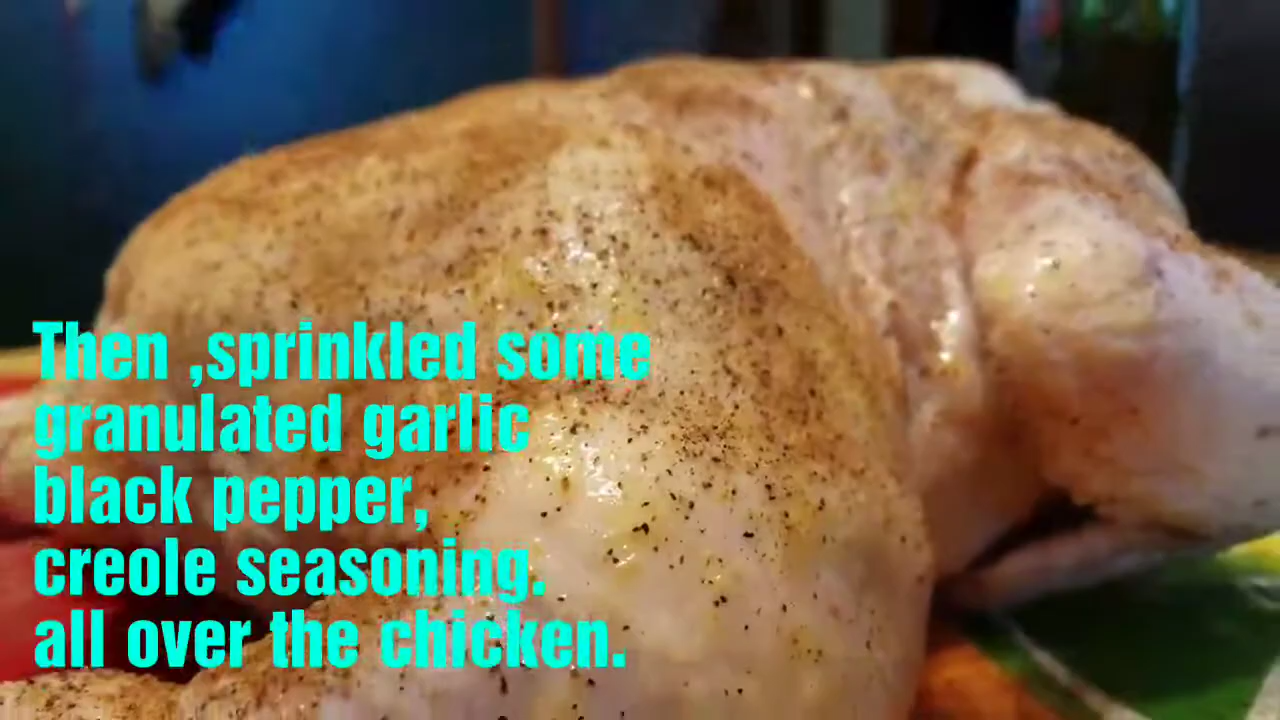 Then ,sprinkled some
granulated garlic
black pepper,
creole seasoning.
all over the chicken.